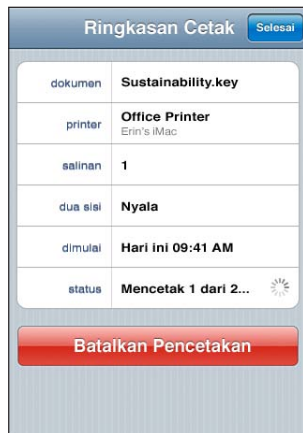 Ringkasan Cetak
Selesai
dokumen Sustainability.key
printer Office Printer
Erin's iMac
salinan 1
dua sisi Nyala
dimulai Hari ini 09:41 AM
status Mencetak 1 dari 2...
Batalkan Pencetakan